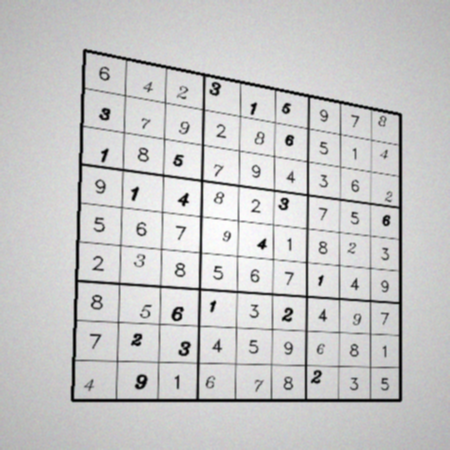 6 4 2 3 1 5 9 7 8
3 7 9 2 8 6 5 1 4
1 8 5 7 9 4 3 6 2
9 1 4 8 2 3 7 5 6
5 6 7 9 4 1 8 2 3
2 3 8 5 6 7 1 4 9
8 5 6 1 3 2 4 9 7
7 2 3 4 5 9 6 8 1
4 9 1 6 7 8 2 3 5